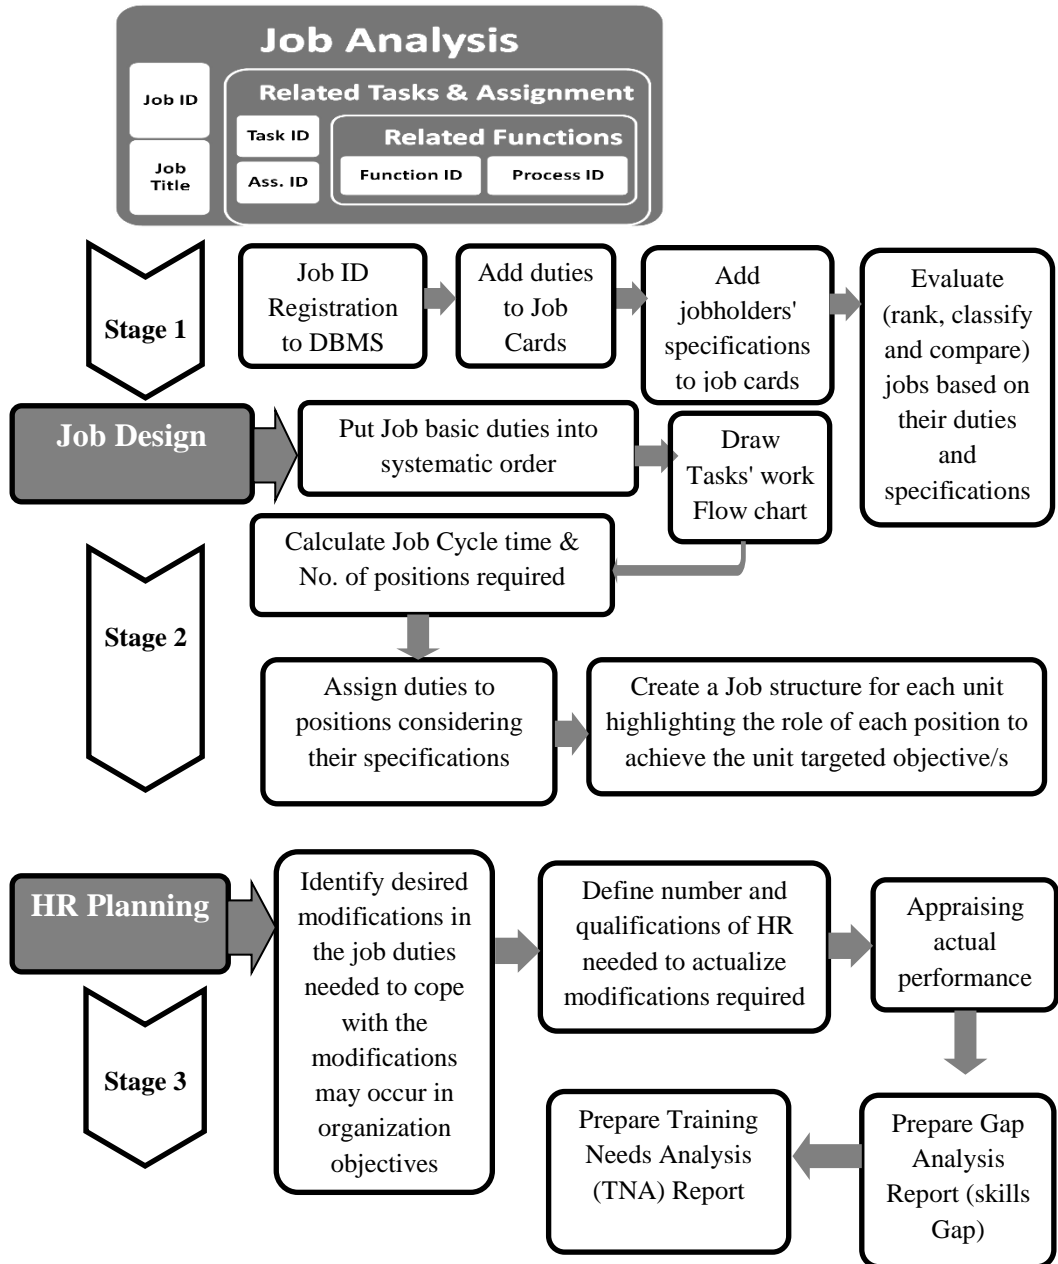 Job Analysis
Job ID
Job
Title
Related Tasks & Assignment
Task ID
Ass. ID
Related Functions
Function ID
Process ID
Stage 1
Job ID
Registration
to DBMS
Add duties
to Job
Cards
Add
jobholders'
specifications
to job cards
Evaluate
(rank, classify
and compare)
jobs based on
their duties
and
specifications
Job Design
Put Job basic duties into
systematic order
Draw
Tasks' work
Flow chart
Stage 2
Calculate Job Cycle time &
No. of positions required
Assign duties to
positions considering
their specifications
Create a Job structure for each unit
highlighting the role of each position to
achieve the unit targeted objective/s
HR Planning
Identify desired
modifications in
the job duties
needed to cope
with the
modifications
may occur in
organization
objectives
Define number and
qualifications of HR
needed to actualize
modifications required
Appraising
actual
performance
Stage 3
Prepare Gap
Analysis
Report (skills
Gap)
Prepare Training
Needs Analysis
(TNA) Report